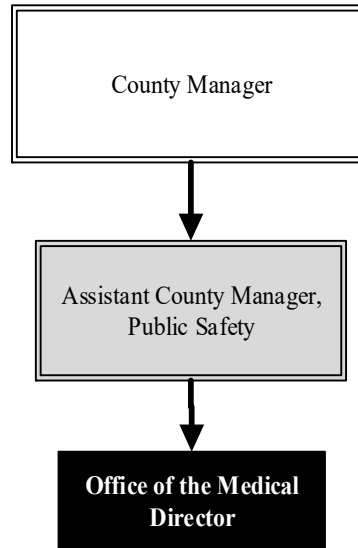 County Manager
Assistant County Manager,
Public Safety
Office of the Medical
Director